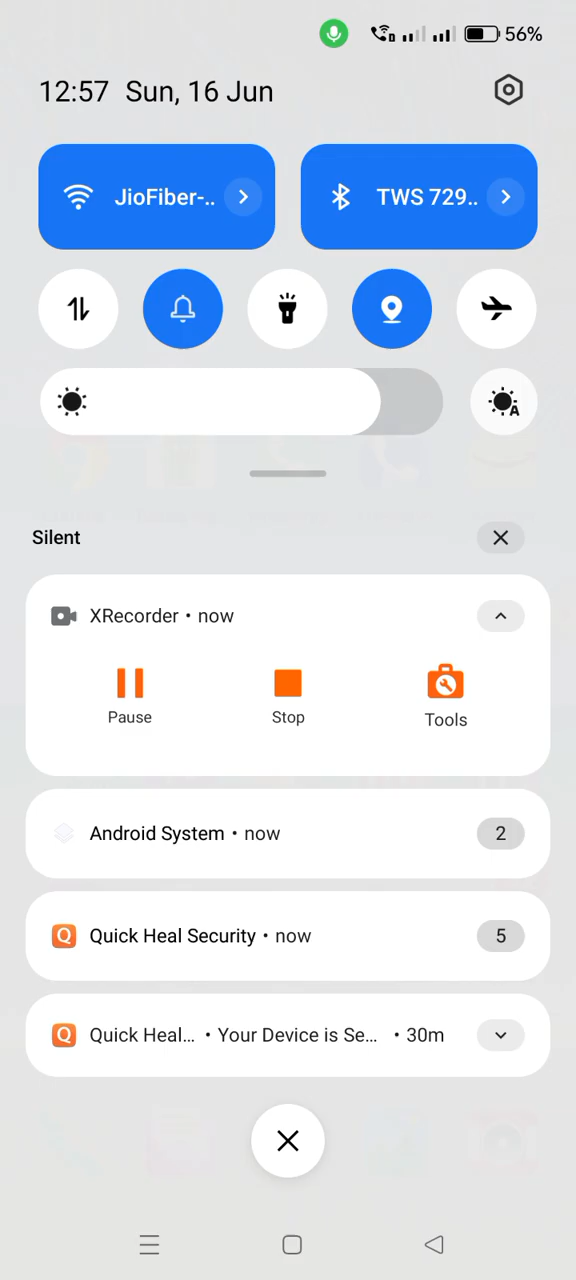 56%
12:57 Sun, 16 Jun
JioFiber-..
TWS 729..
A
Silent
XRecorder • now
Pause
Stop
Tools
Android System • now
2
Quick Heal Security • now
5
Quick Heal... • Your Device is Se... • 30m